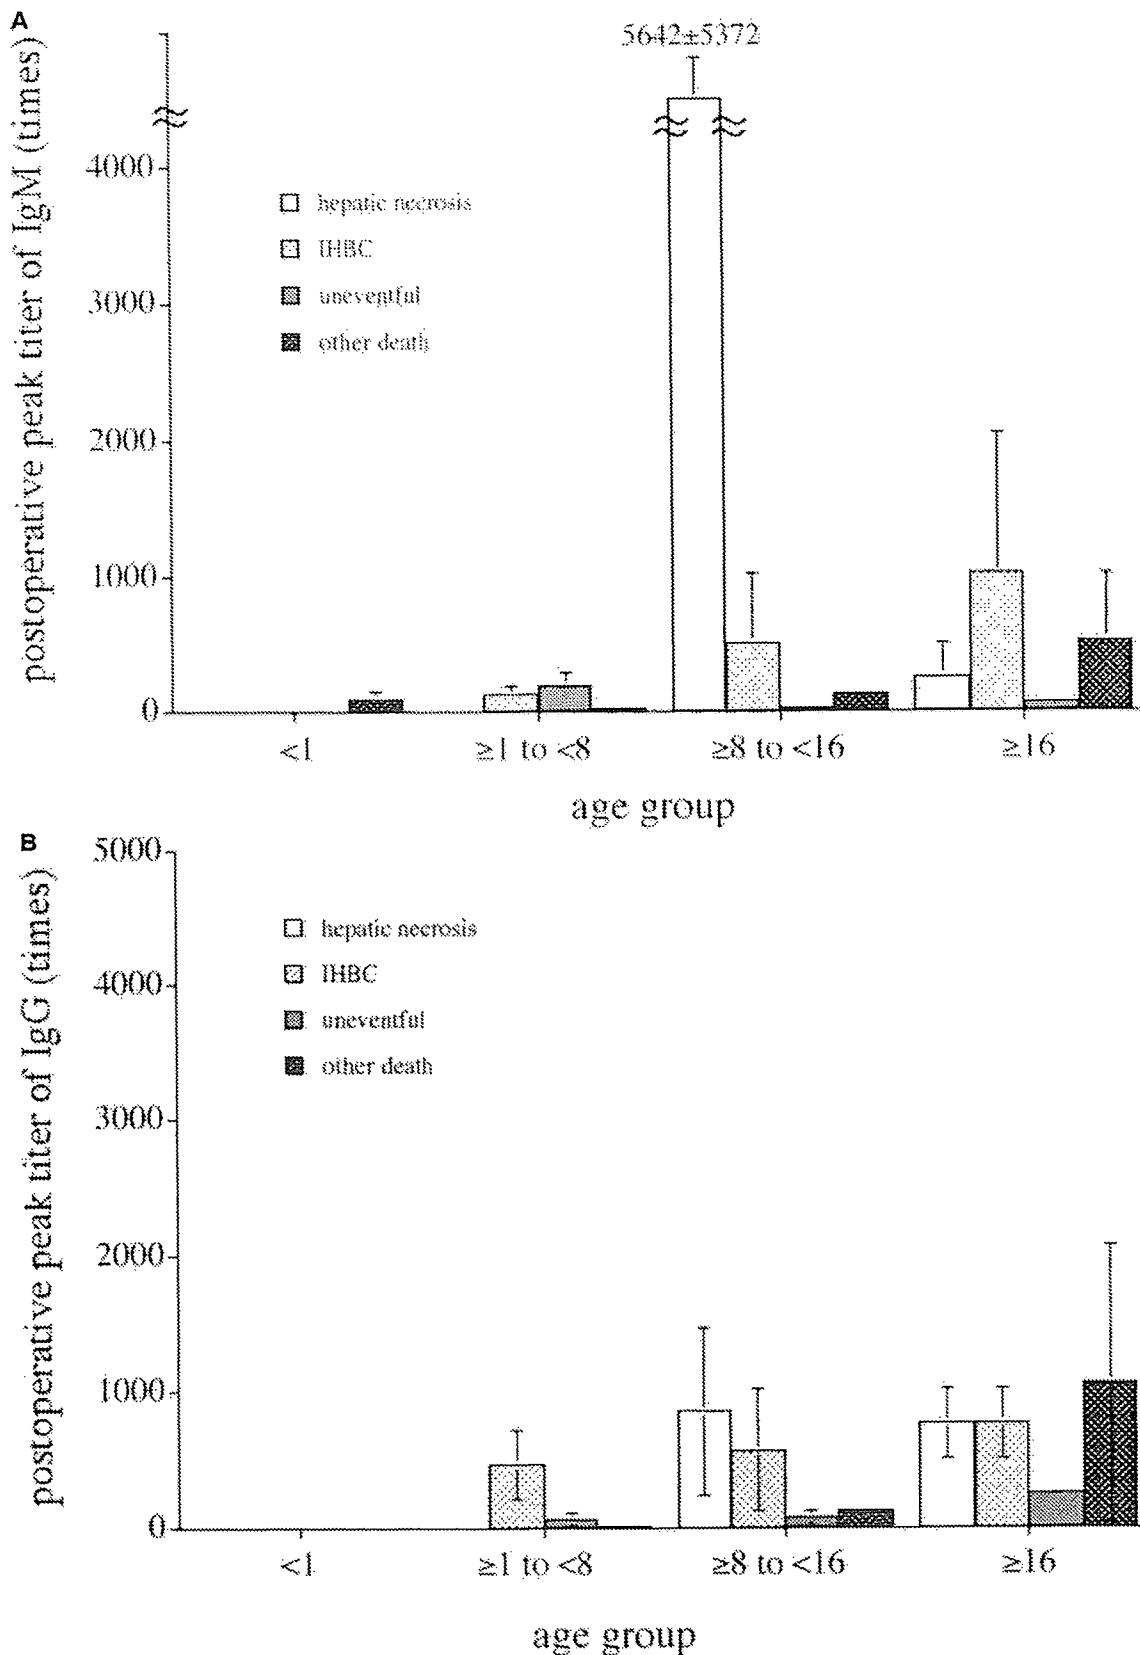 A
5642±5372
postoperative peak titer of IgM (times)
4000
3000
2000
1000
0
hepatic necrosis
IHBC
uneventful
other death
<1
≥1 to <8
≥8 to <16
≥16
age group
B
postoperative peak titer of IgG (times)
5000
4000
3000
2000
1000
0
hepatic necrosis
IHBC
uneventful
other death
<1
≥1 to <8
≥8 to <16
≥16
age group